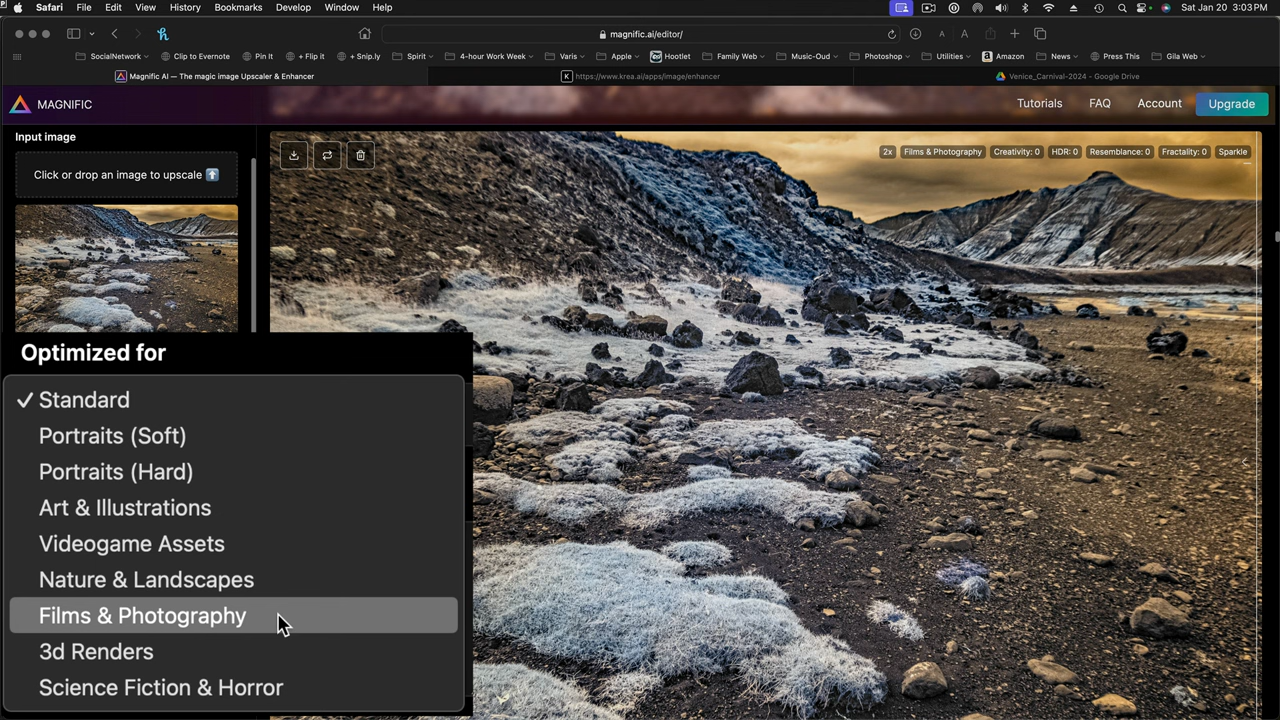 Safari File Edit View History Bookmarks Develop Window Help Sat Jan 20 3:03 PM
magnific.ai/editor/
SocialNetwork Clip to Evernote Pin It + Flip it + Snip.ly Spirit 4-hour Work Week Varis Apple Hootlet Family Web Music-Oud Photoshop Utilities Amazon News Press This Gila Web
Magnific AI — The magic image Upscaler & Enhancer K https://www.krea.ai/apps/image/enhancer Venice_Carnival-2024 - Google Drive
MAGNIFIC Tutorials FAQ Account Upgrade
Input image
2x Films & Photography Creativity: 0 HDR: 0 Resemblance: 0 Fractality: 0 Sparkle
Click or drop an image to upscale
Optimized for
Standard
Portraits (Soft)
Portraits (Hard)
Art & Illustrations
Videogame Assets
Nature & Landscapes
Films & Photography
3d Renders
Science Fiction & Horror